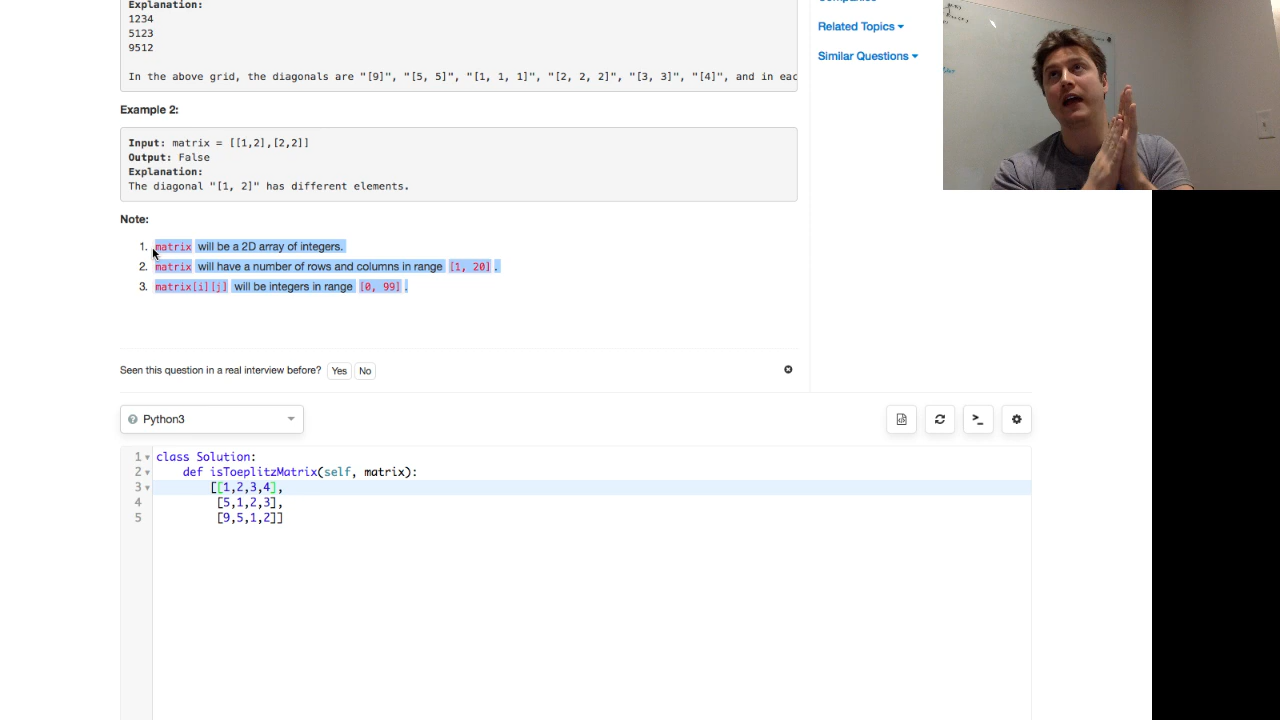 Explanation:
1234
5123
9512
In the above grid, the diagonals are "[9]", "[5, 5]", "[1, 1, 1]", "[2, 2, 2]", "[3, 3]", "[4]", and in eac
Example 2:
Input: matrix = [[1,2],[2,2]]
Output: False
Explanation:
The diagonal "[1, 2]" has different elements.
Note:
1. matrix will be a 2D array of integers.
2. matrix will have a number of rows and columns in range [1, 20] .
3. matrix[i][j] will be integers in range [0, 99] .
Seen this question in a real interview before? Yes No
Related Topics
Similar Questions
Python3
>_
1 class Solution:
2 def isToeplitzMatrix(self, matrix):
3 [[1,2,3,4],
4 [5,1,2,3],
5 [9,5,1,2]]